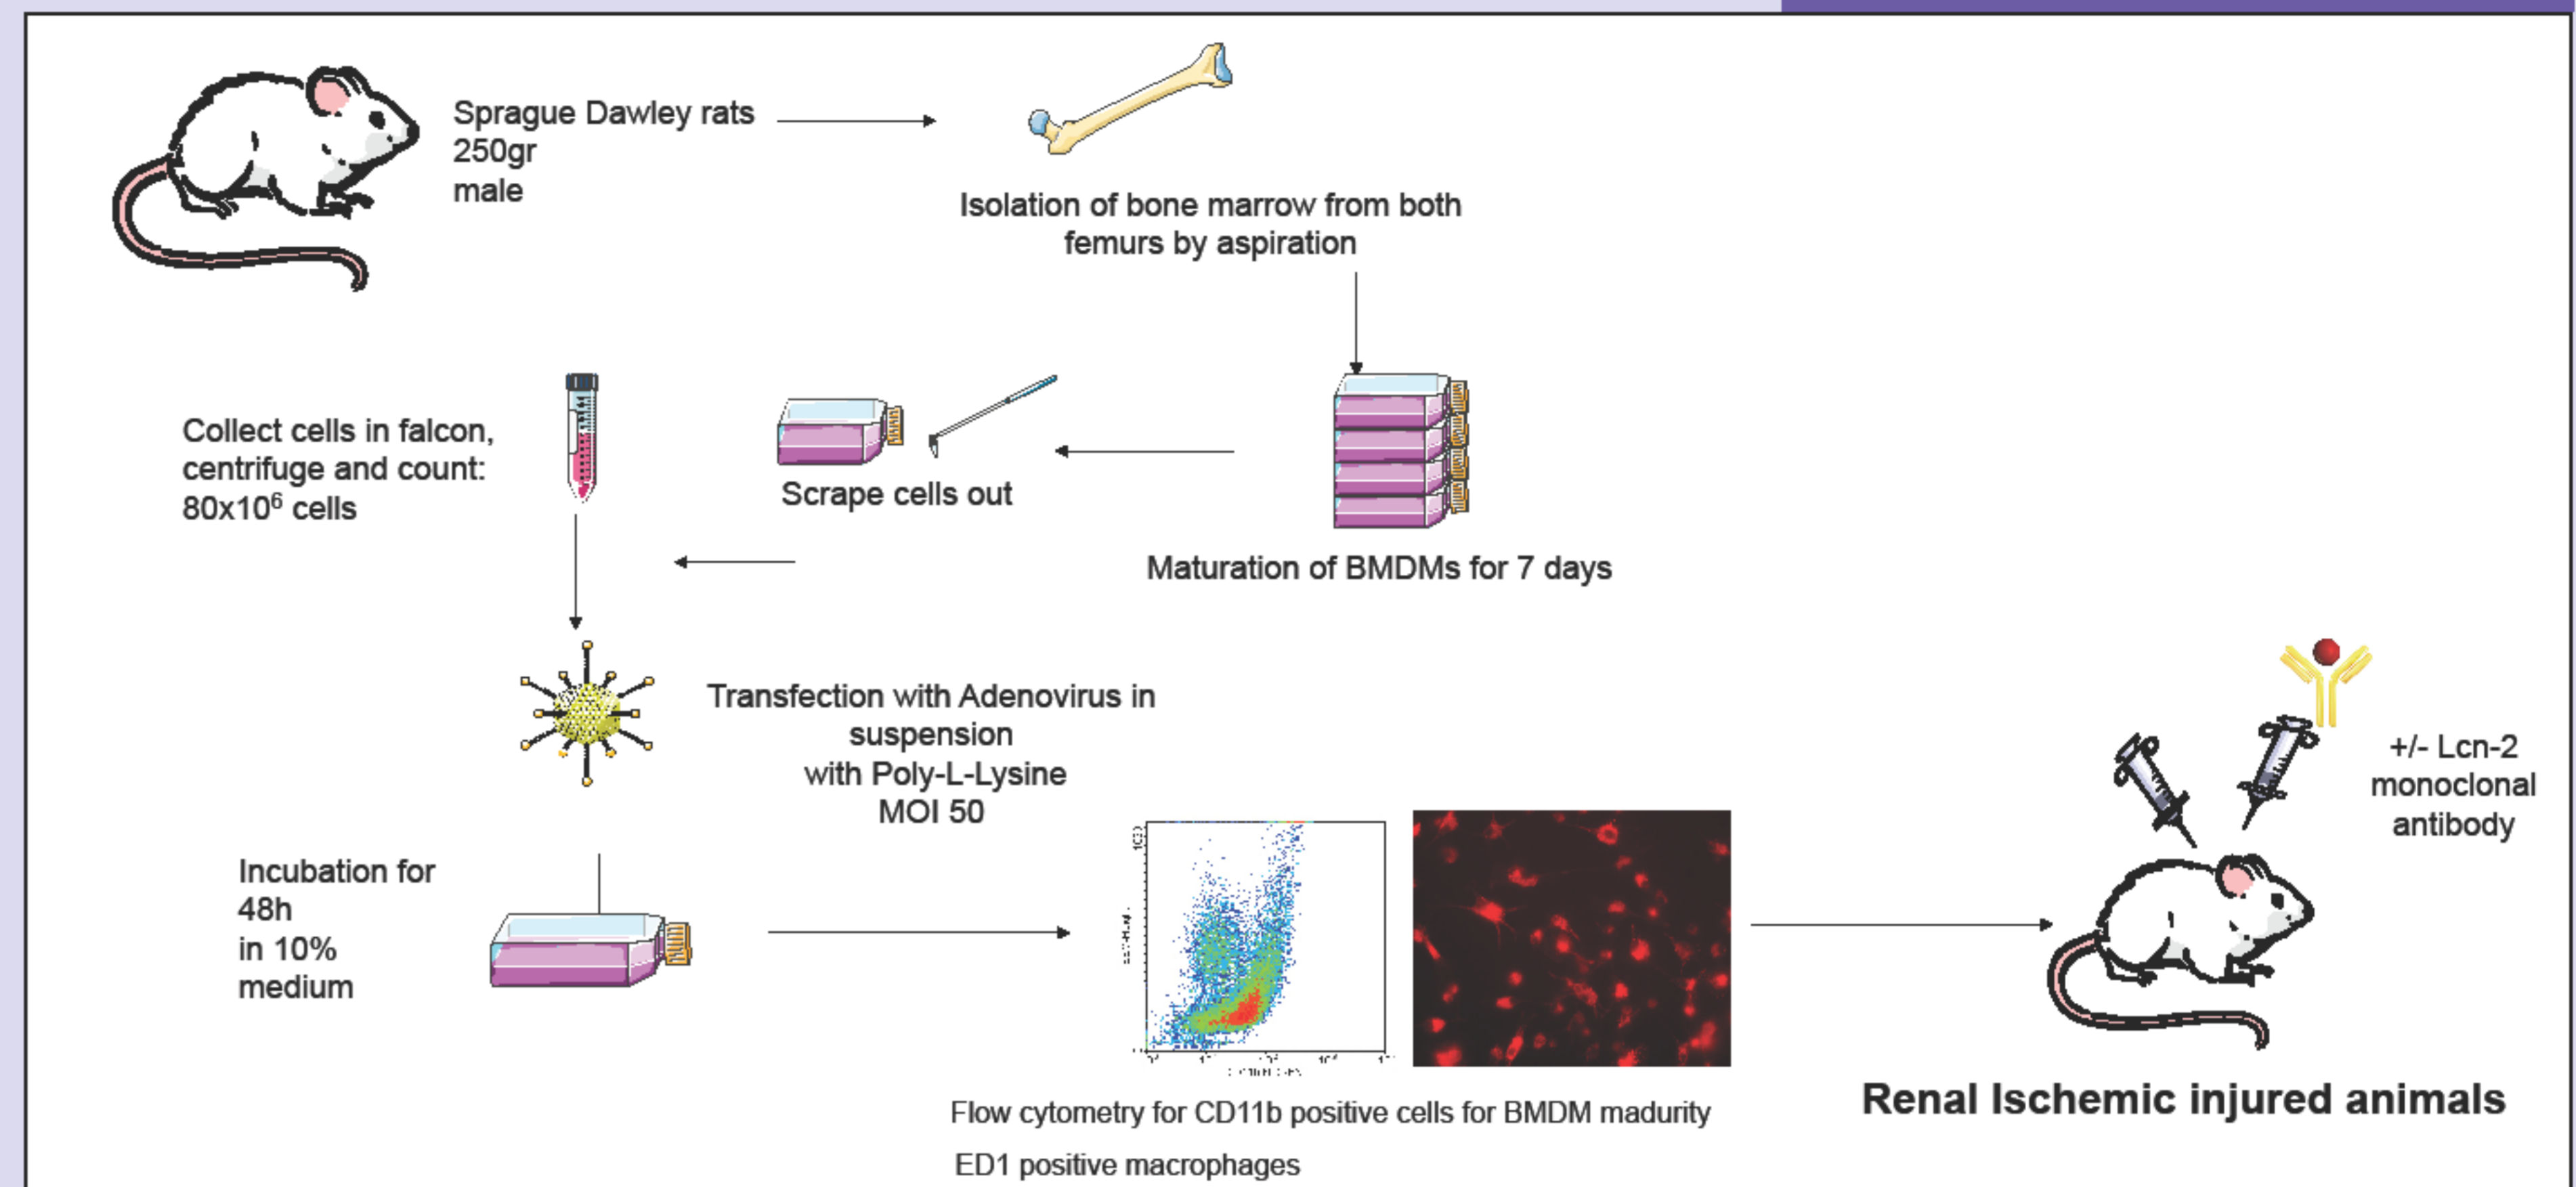 Sprague Dawley rats
250gr
male
Isolation of bone marrow from both
femurs by aspiration
Collect cells in falcon,
centrifuge and count:
80x10⁶ cells
Scrape cells out
Maturation of BMDMs for 7 days
Transfection with Adenovirus in
suspension
with Poly-L-Lysine
MOI 50
+/- Lcn-2
monoclonal
antibody
Incubation for
48h
in 10%
medium
Flow cytometry for CD11b positive cells for BMDM madurity
ED1 positive macrophages
Renal Ischemic injured animals